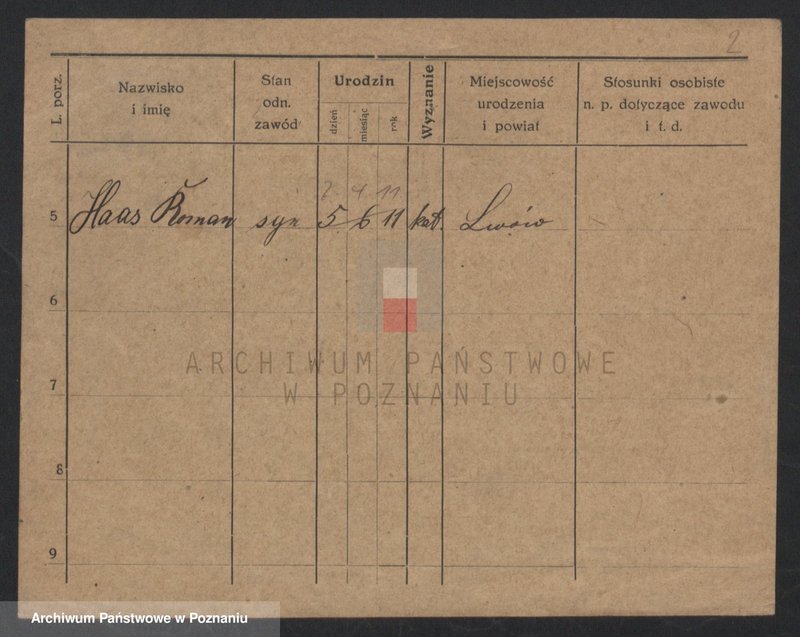 2
L. porz.
Nazwisko
i imię
Stan
odn.
zawód
Urodzin
dzień
miesiąc
rok
Wyznanie
Miejscowość
urodzenia
i powiat
Stosunki osobiste
n. p. dotyczące zawodu
i t. d.
4 11
5 Haas Roman syn 5 6 11 kat. Lwów
6
7
8
9
ARCHIWUM PAŃSTWOWE
W POZNANIU
Archiwum Państwowe w Poznaniu